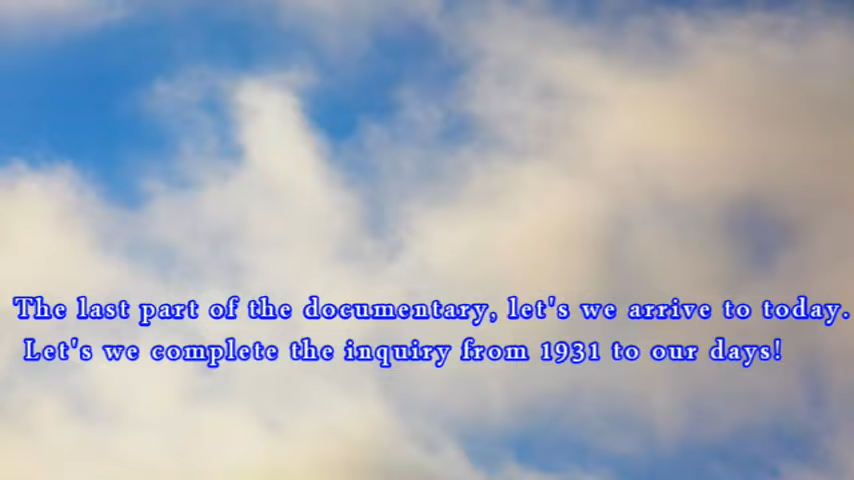 The last part of the documentary, let's we arrive to today.
Let's we complete the inquiry from 1931 to our days!